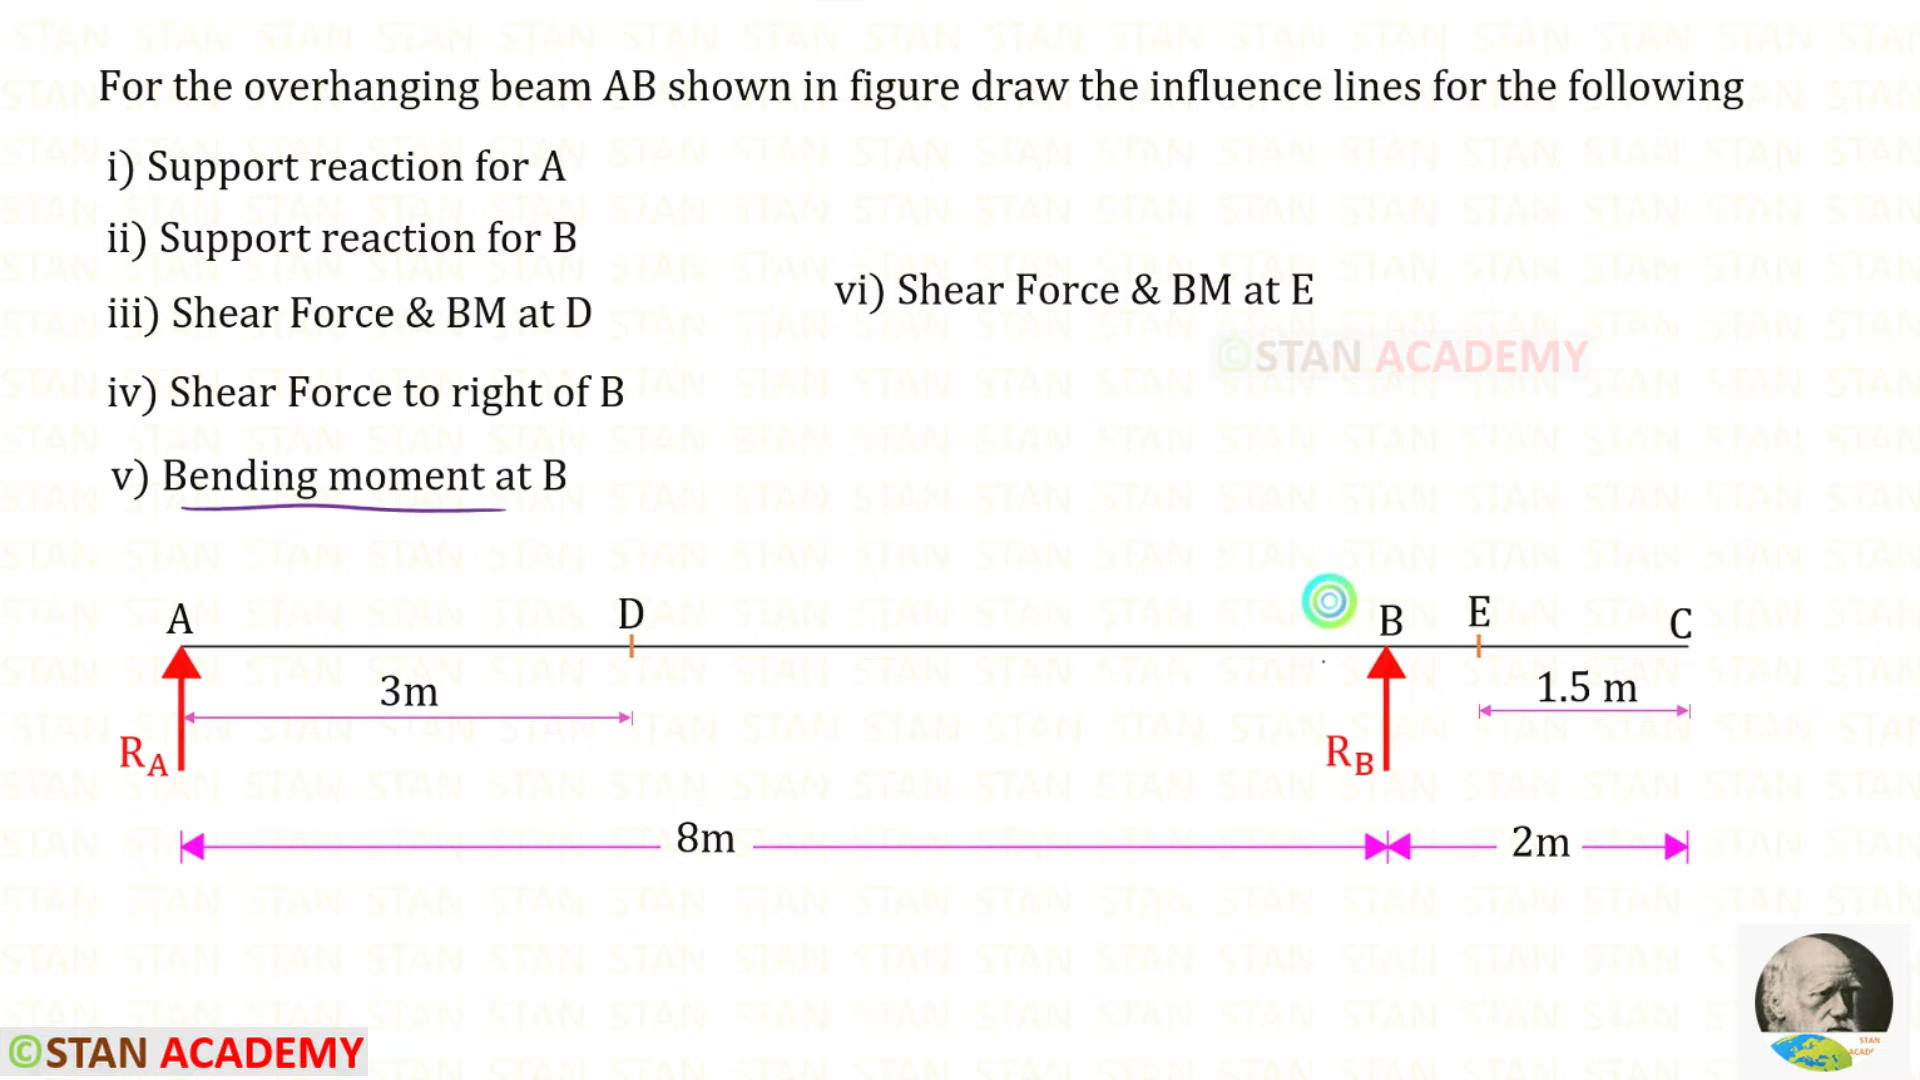 For the overhanging beam AB shown in figure draw the influence lines for the following
i) Support reaction for A
ii) Support reaction for B
iii) Shear Force & BM at D
iv) Shear Force to right of B
v) Bending moment at B
vi) Shear Force & BM at E
©STAN ACADEMY
A D B E C
3m 1.5 m
RA RB
8m 2m
©STAN ACADEMY
STAN